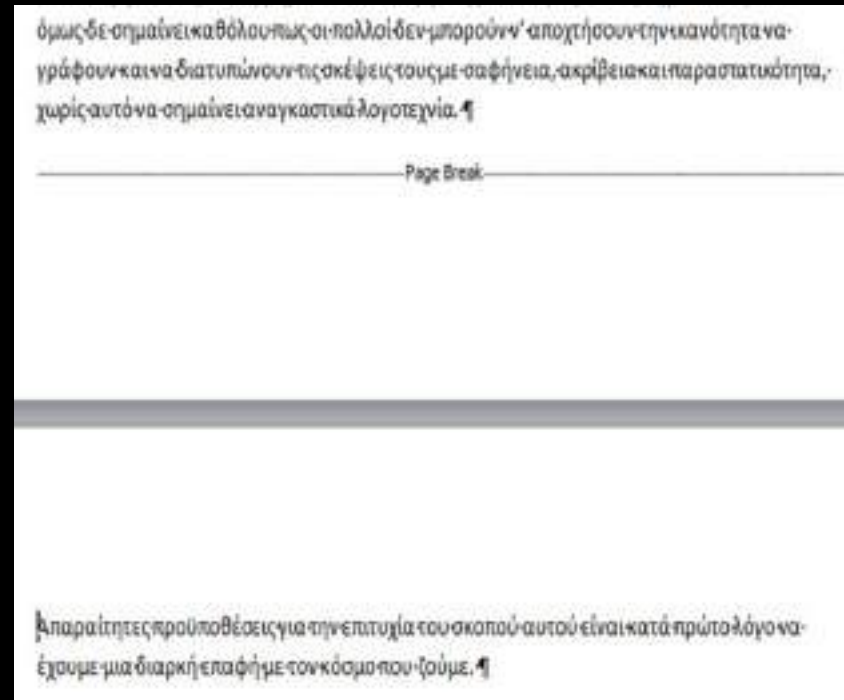 όμως δε σημαίνει καθόλου πως οι πολλοί δεν μπορούν ν' αποχτήσουν την ικανότητα να
γράφουν και να διατυπώνουν τις σκέψεις τους με σαφήνεια, ακρίβεια και παραστατικότητα,
χωρίς αυτό να σημαίνει αναγκαστικά λογοτεχνία. ¶
Page Break
Απαραίτητες προϋποθέσεις για την επιτυχία του σκοπού αυτού είναι κατά πρώτο λόγο να
έχουμε μια διαρκή επαφή με τον κόσμο που ζούμε. ¶